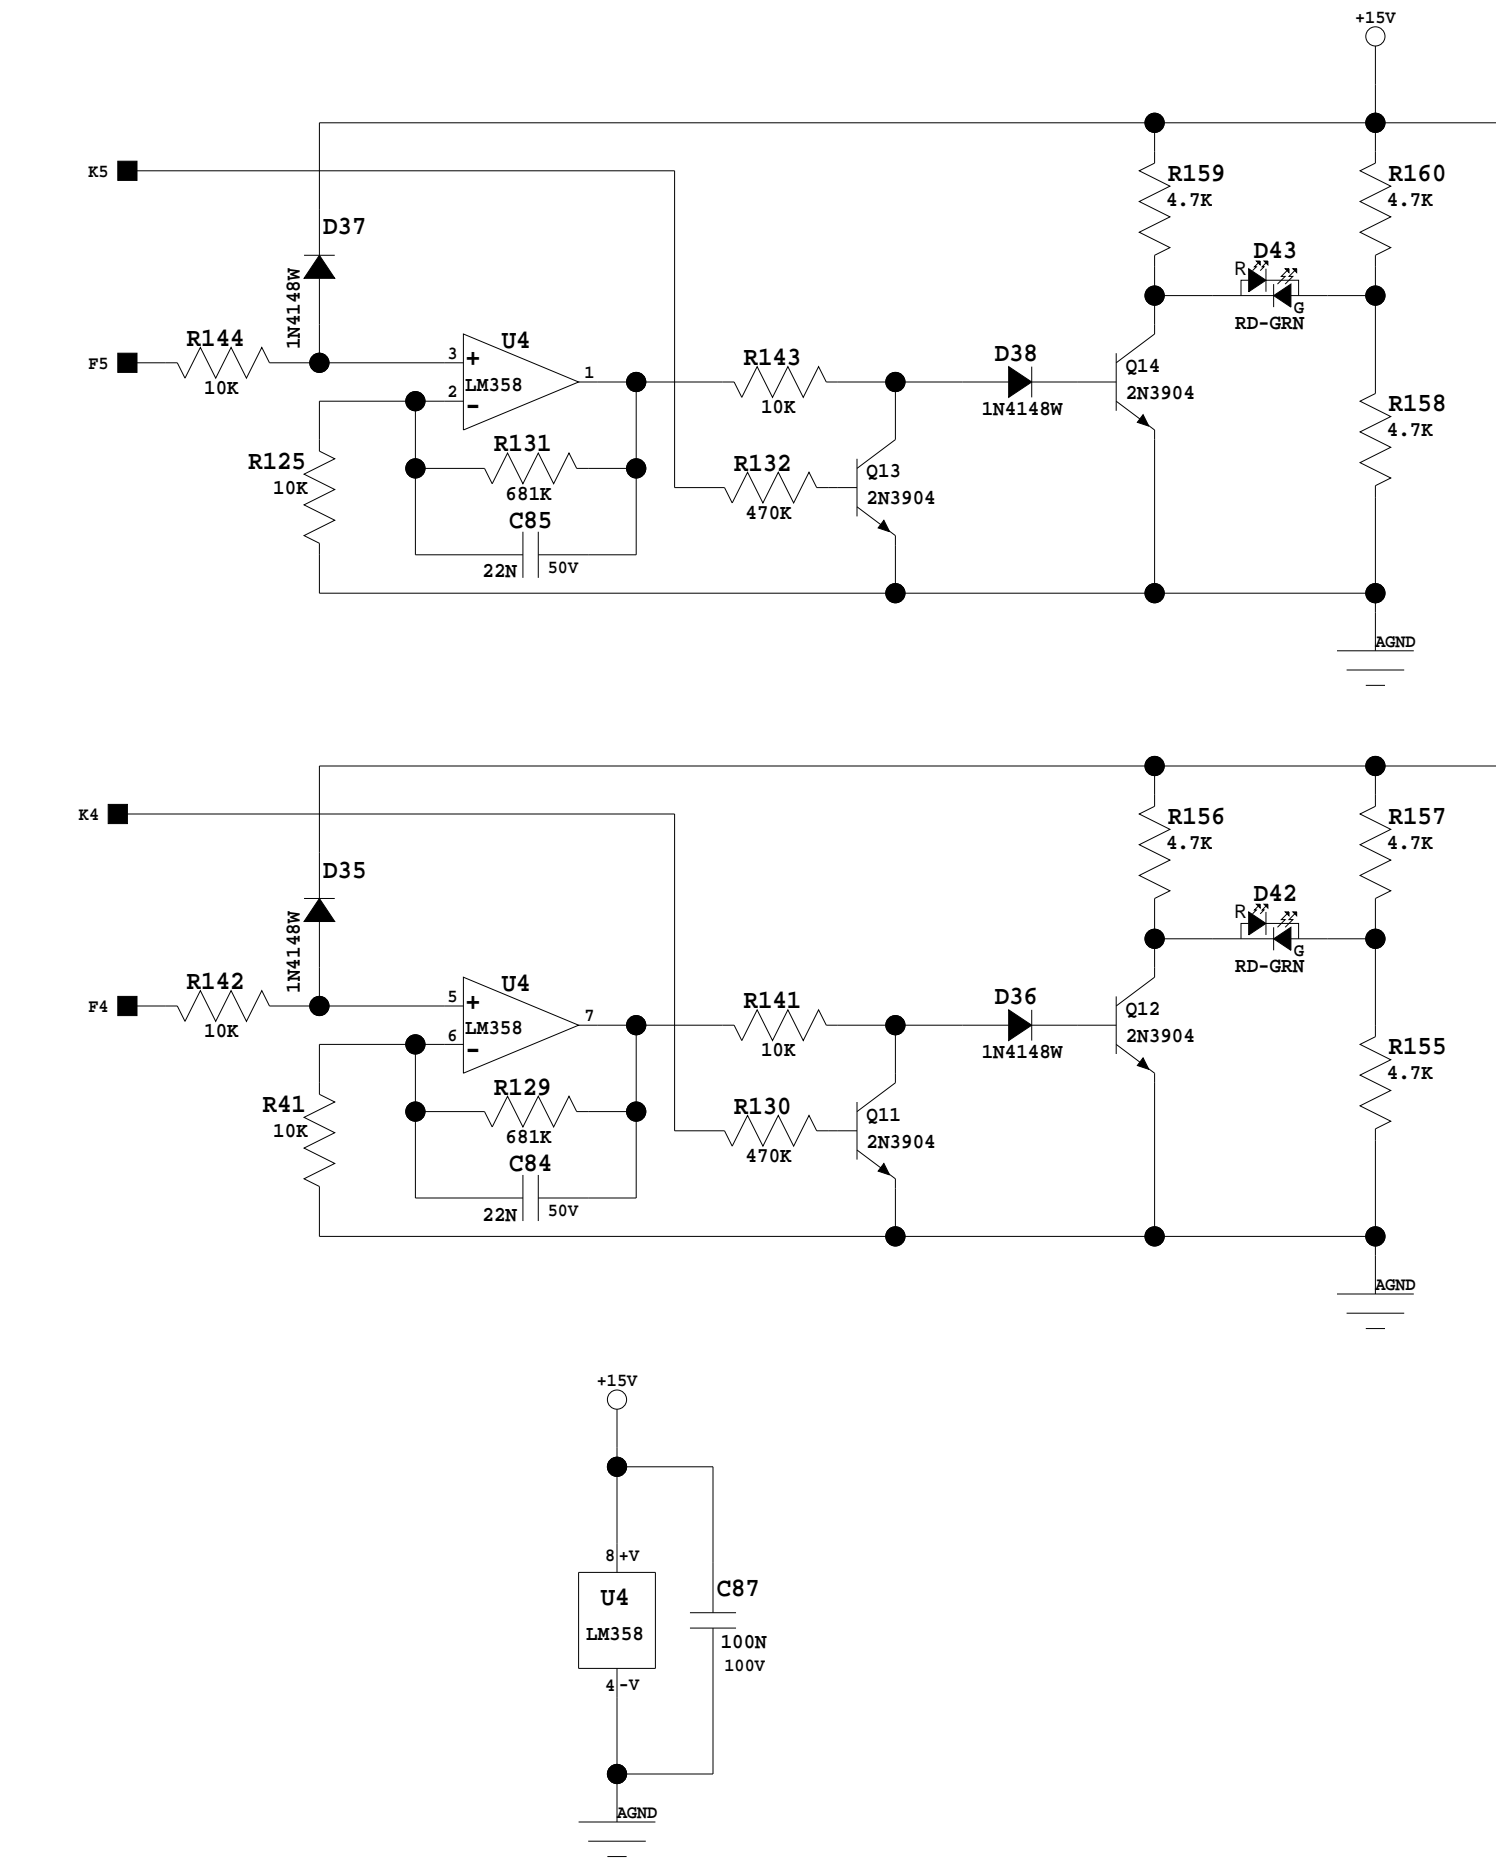 +15V
K5
R159
4.7K
R160
4.7K
D37
1N4148W
D43
R
G
RD-GRN
F5
R144
10K
U4
3
+
LM358
2
-
1
R143
10K
D38
1N4148W
Q14
2N3904
R158
4.7K
R125
10K
R131
681K
C85
22N
50V
R132
470K
Q13
2N3904
AGND
K4
R156
4.7K
R157
4.7K
D35
1N4148W
D42
R
G
RD-GRN
F4
R142
10K
U4
5
+
LM358
6
-
7
R141
10K
D36
1N4148W
Q12
2N3904
R155
4.7K
R41
10K
R129
681K
C84
22N
50V
R130
470K
Q11
2N3904
AGND
+15V
8 +V
U4
LM358
C87
100N
100V
4 -V
AGND